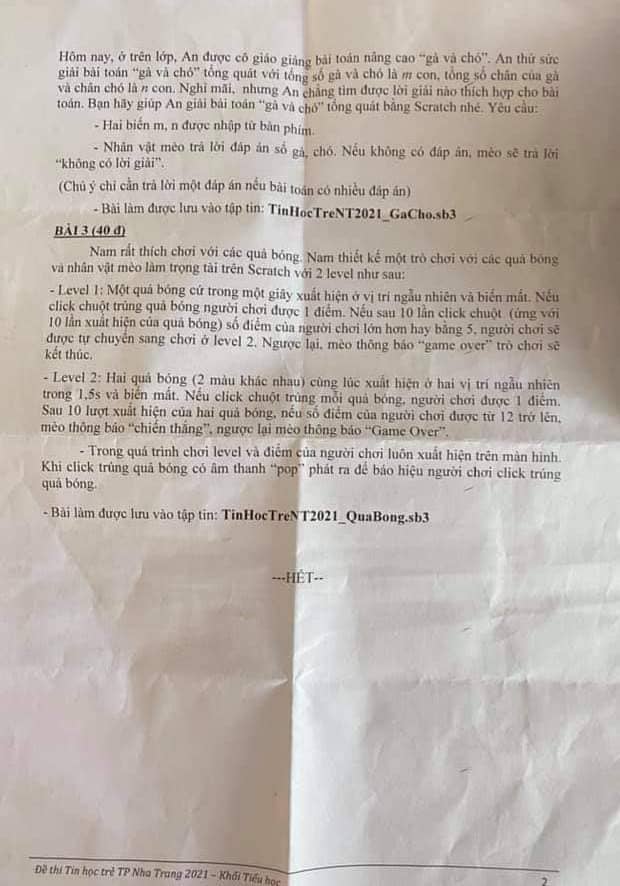 Hôm nay, ở trên lớp, An được cô giáo giảng bài toán nâng cao “gà và chó”. An thử sức
giải bài toán “gà và chó” tổng quát với tổng số gà và chó là m con, tổng số chân của gà
và chân chó là n con. Nghĩ mãi, nhưng An chẳng tìm được lời giải nào thích hợp cho bài
toán. Bạn hãy giúp An giải bài toán “gà và chó” tổng quát bằng Scratch nhé. Yêu cầu:
- Hai biến m, n được nhập từ bàn phím.
- Nhân vật mèo trả lời đáp án số gà, chó. Nếu không có đáp án, mèo sẽ trả lời
“không có lời giải”.
(Chú ý chỉ cần trả lời một đáp án nếu bài toán có nhiều đáp án)
- Bài làm được lưu vào tập tin: TinHocTreNT2021_GaCho.sb3
BÀI 3 (40 đ)
Nam rất thích chơi với các quả bóng. Nam thiết kế một trò chơi với các quả bóng
và nhân vật mèo làm trọng tài trên Scratch với 2 level như sau:
- Level 1: Một quả bóng cứ trong một giây xuất hiện ở vị trí ngẫu nhiên và biến mất. Nếu
click chuột trúng quả bóng người chơi được 1 điểm. Nếu sau 10 lần click chuột (ứng với
10 lần xuất hiện của quả bóng) số điểm của người chơi lớn hơn hay bằng 5, người chơi sẽ
được tự chuyển sang chơi ở level 2. Ngược lại, mèo thông báo “game over” trò chơi sẽ
kết thúc.
- Level 2: Hai quả bóng (2 màu khác nhau) cùng lúc xuất hiện ở hai vị trí ngẫu nhiên
trong 1,5s và biến mất. Nếu click chuột trúng mỗi quả bóng, người chơi được 1 điểm.
Sau 10 lượt xuất hiện của hai quả bóng, nếu số điểm của người chơi được từ 12 trở lên,
mèo thông báo “chiến thắng”, ngược lại mèo thông báo “Game Over”.
- Trong quá trình chơi level và điểm của người chơi luôn xuất hiện trên màn hình.
Khi click trúng quả bóng có âm thanh “pop” phát ra để báo hiệu người chơi click trúng
quả bóng.
- Bài làm được lưu vào tập tin: TinHocTreNT2021_QuaBong.sb3
---HẾT--
Đề thi Tin học trẻ TP Nha Trang 2021 – Khối Tiểu học
2